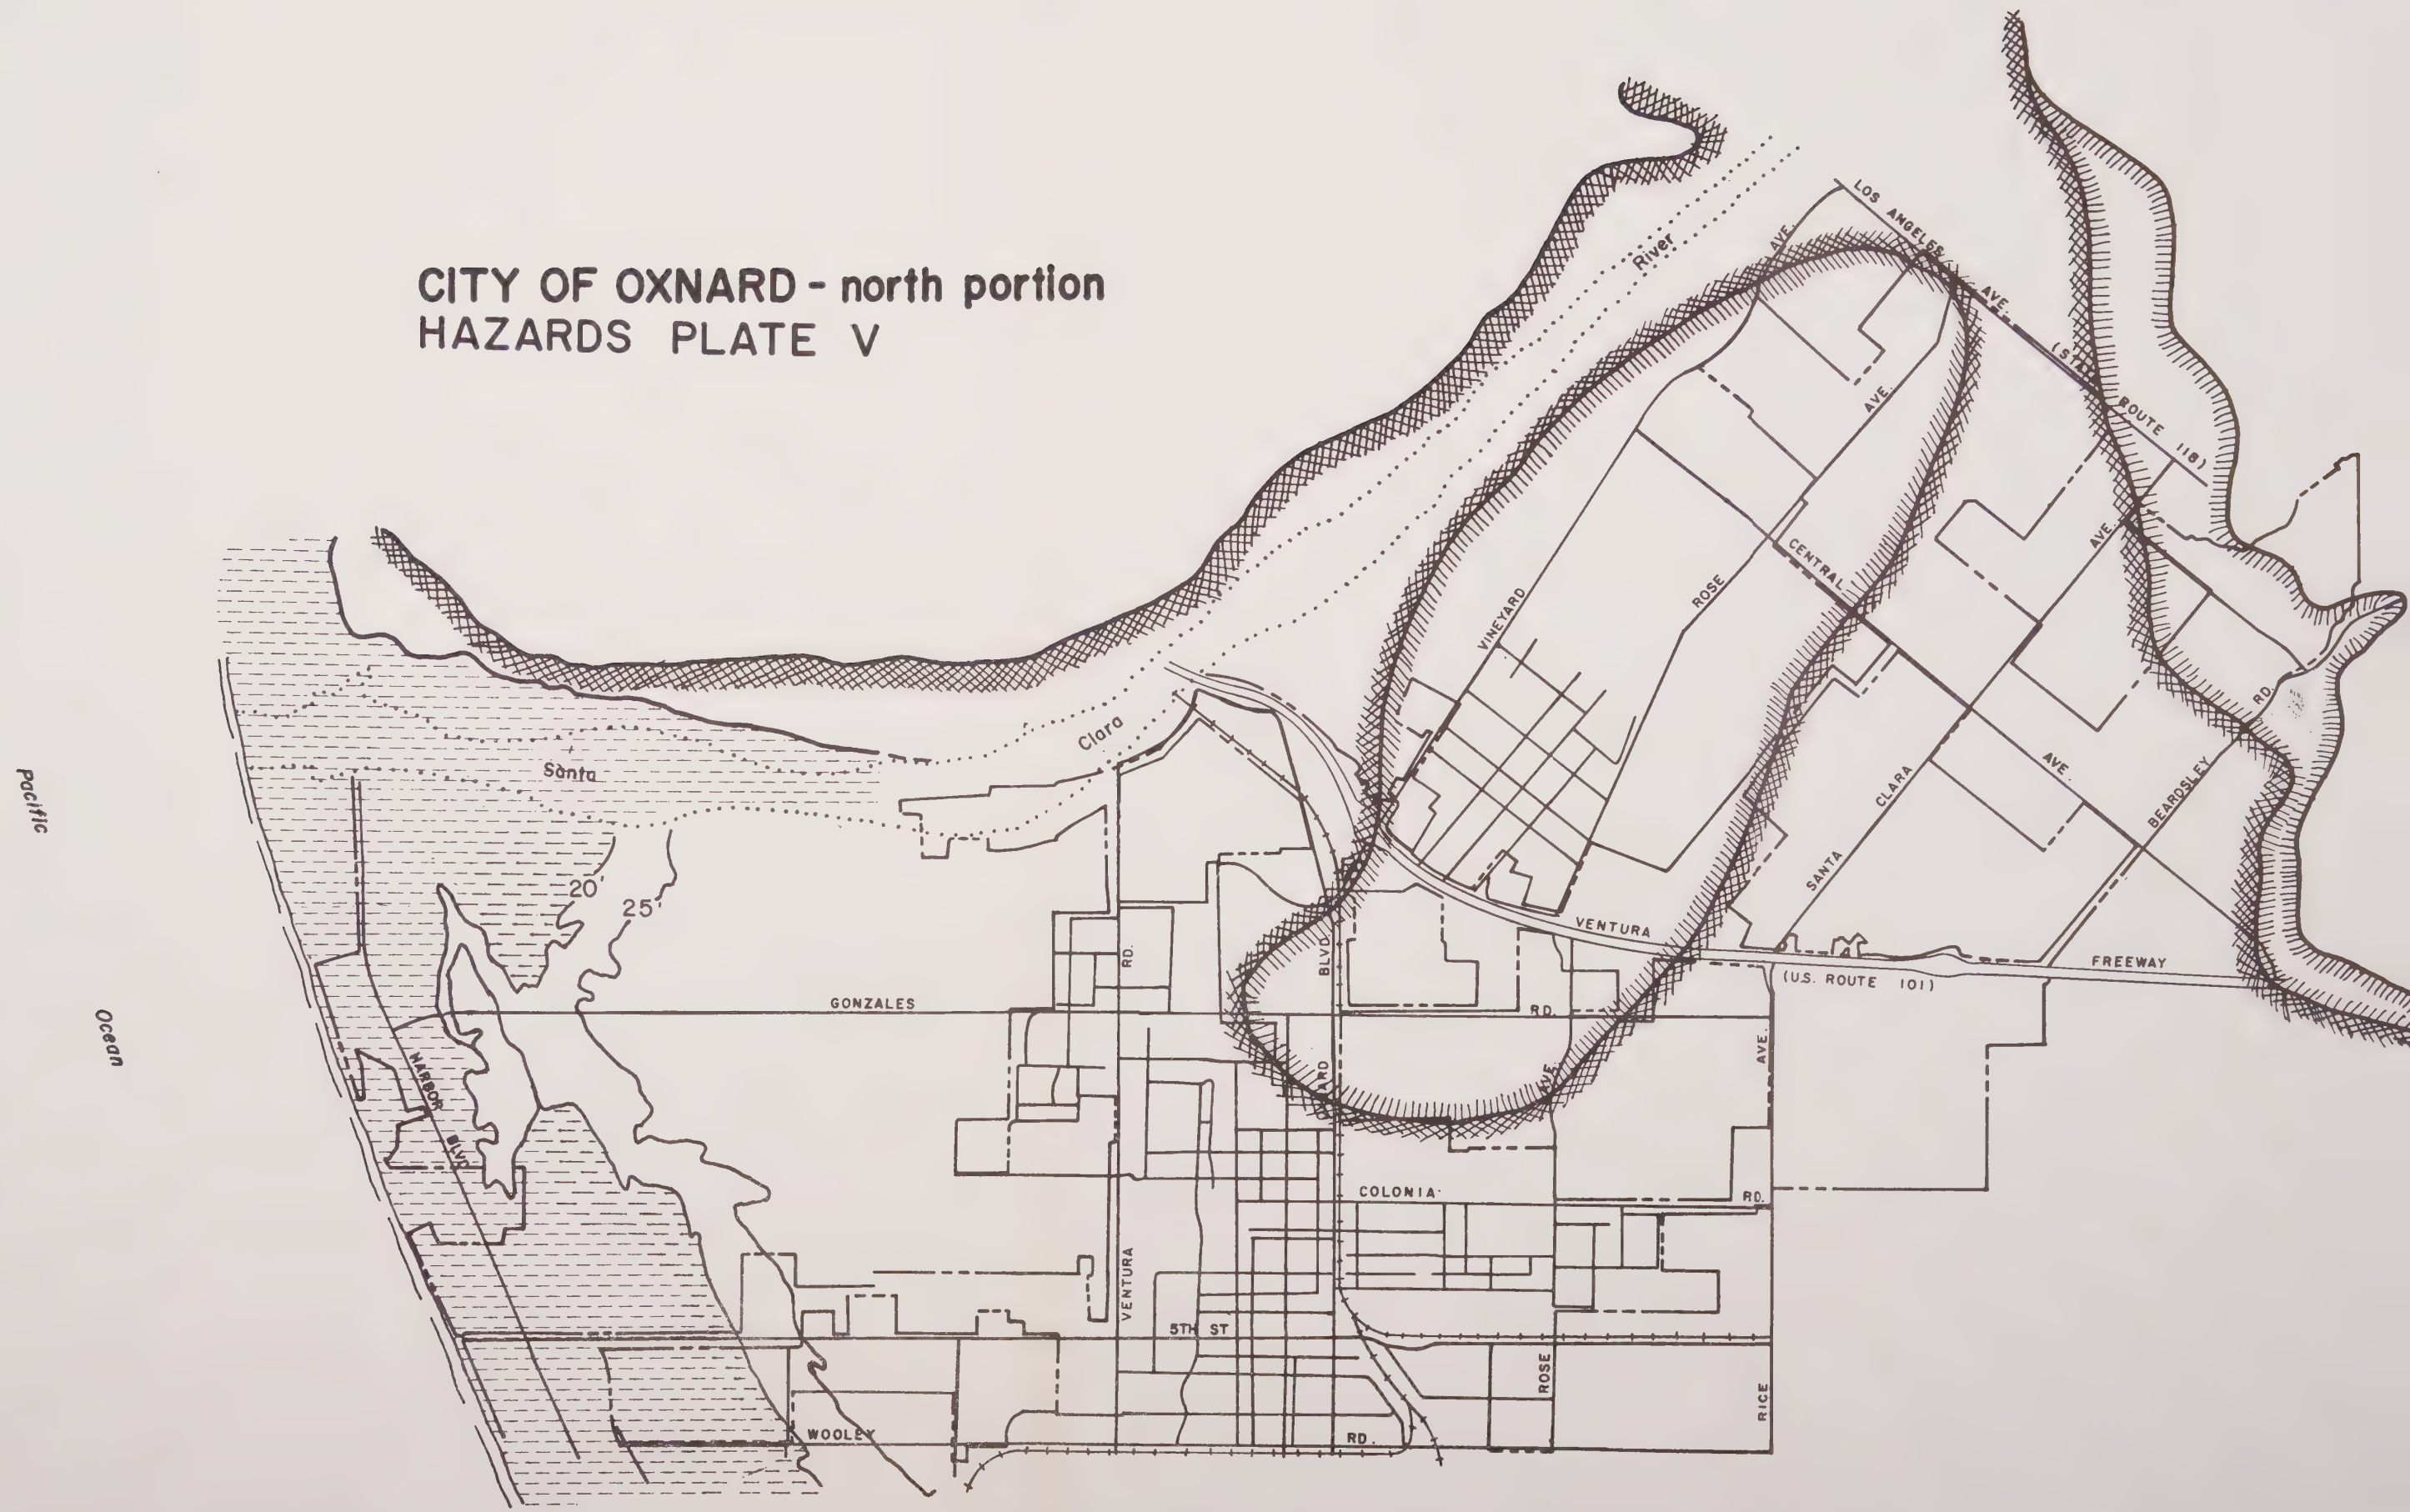 CITY OF OXNARD - north portion
HAZARDS PLATE V
River
AVE.
LOS ANGELES
AVE.
ROUTE 118)
AVE.
AVE.
CENTRAL
ROSE
VINEYARD
Clara
Santa
Pacific
Ocean
20'
25'
RD.
BLVD.
VENTURA
SANTA
CLARA
AVE.
BEARDSLEY
RD.
FREEWAY
(U.S. ROUTE 101)
GONZALES
RD.
AVE.
AVE.
HARBOR
BLVD.
COLONIA
RD.
VENTURA
5TH ST
ROSE
RICE
WOOLEY
RD.